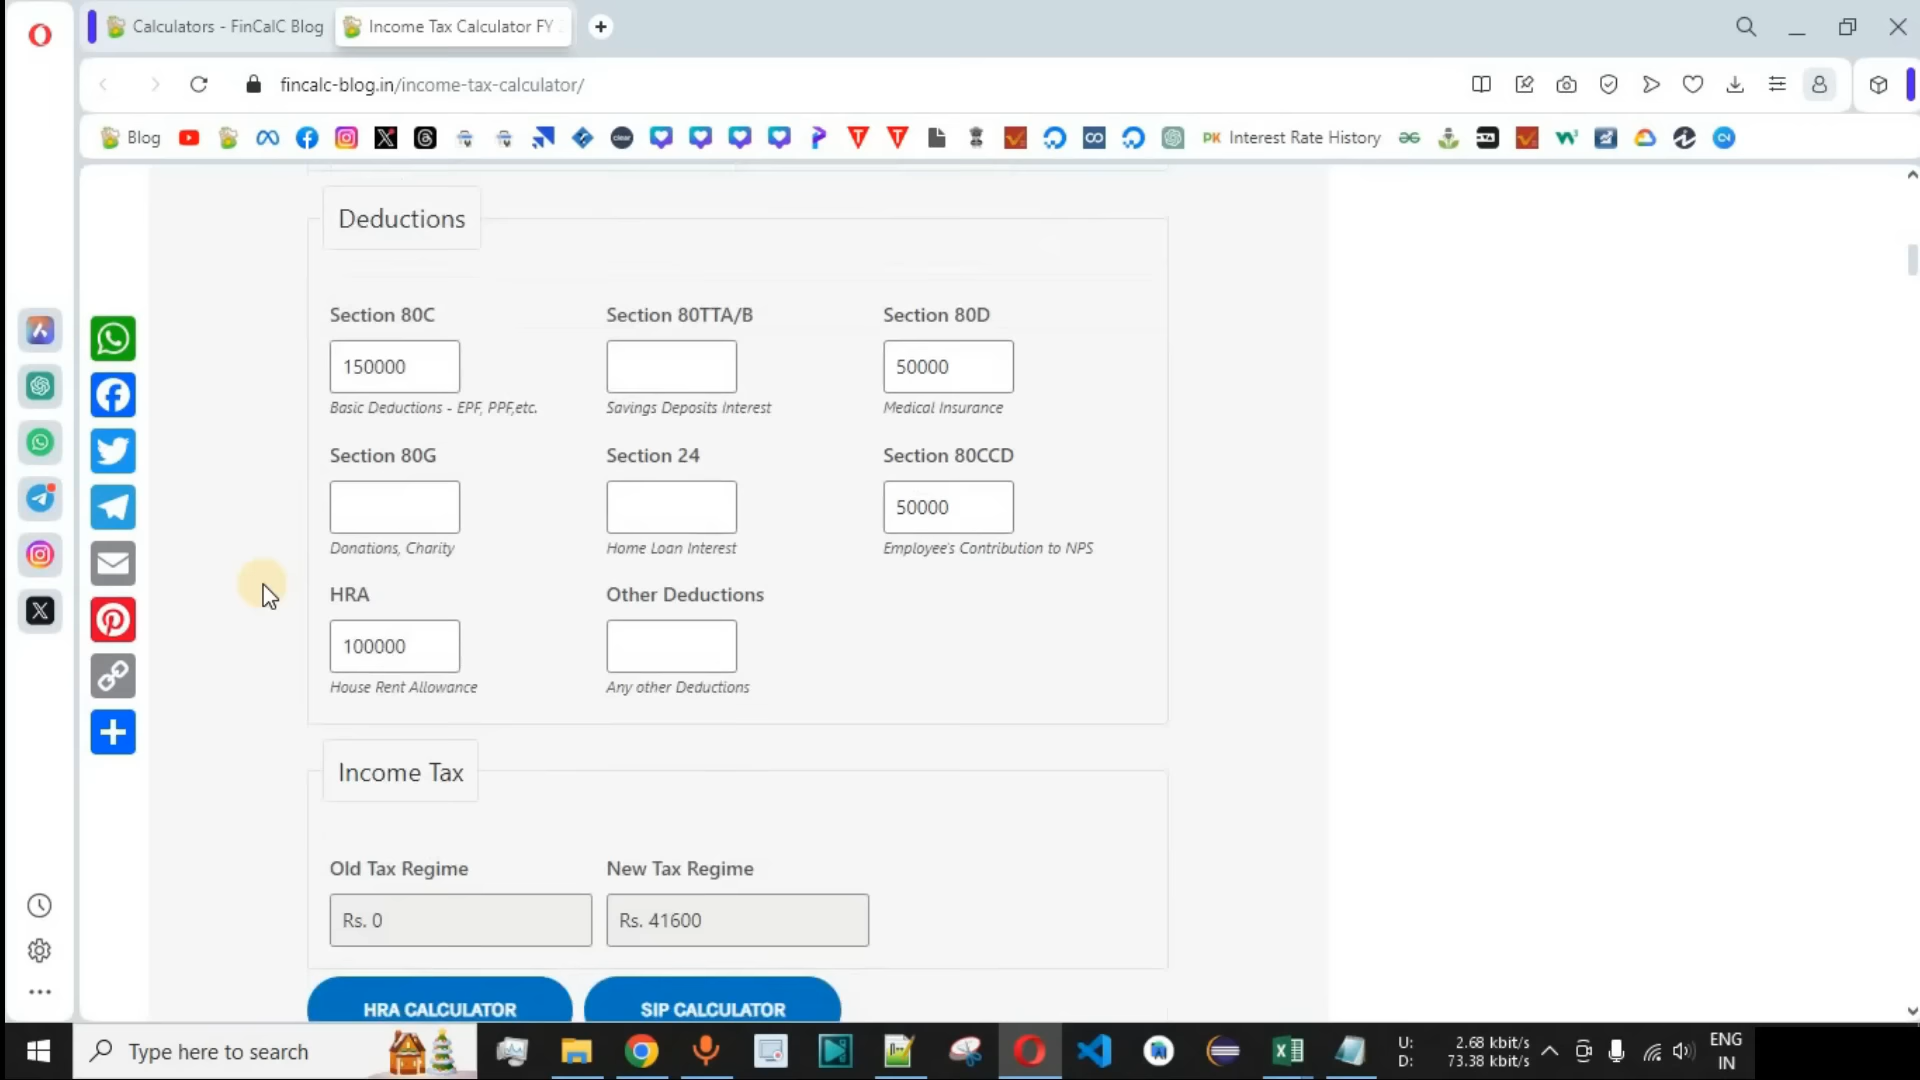 Calculators - FinCalC Blog
Income Tax Calculator FY
fincalc-blog.in/income-tax-calculator/
Blog
PK Interest Rate History
Deductions
Section 80C
Section 80TTA/B
Section 80D
150000
50000
Basic Deductions - EPF, PPF,etc.
Savings Deposits Interest
Medical Insurance
Section 80G
Section 24
Section 80CCD
50000
Donations, Charity
Home Loan Interest
Employee's Contribution to NPS
HRA
Other Deductions
100000
House Rent Allowance
Any other Deductions
Income Tax
Old Tax Regime
New Tax Regime
Rs. 0
Rs. 41600
HRA CALCULATOR
SIP CALCULATOR
Type here to search
U: 2.68 kbit/s
D: 73.38 kbit/s
ENG
IN